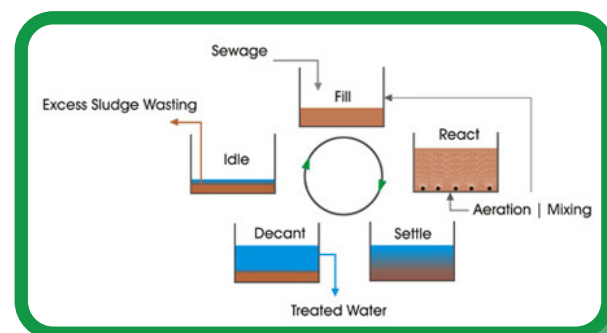 Sewage
Fill
Excess Sludge Wasting
React
Idle
Aeration | Mixing
Decant
Settle
Treated Water